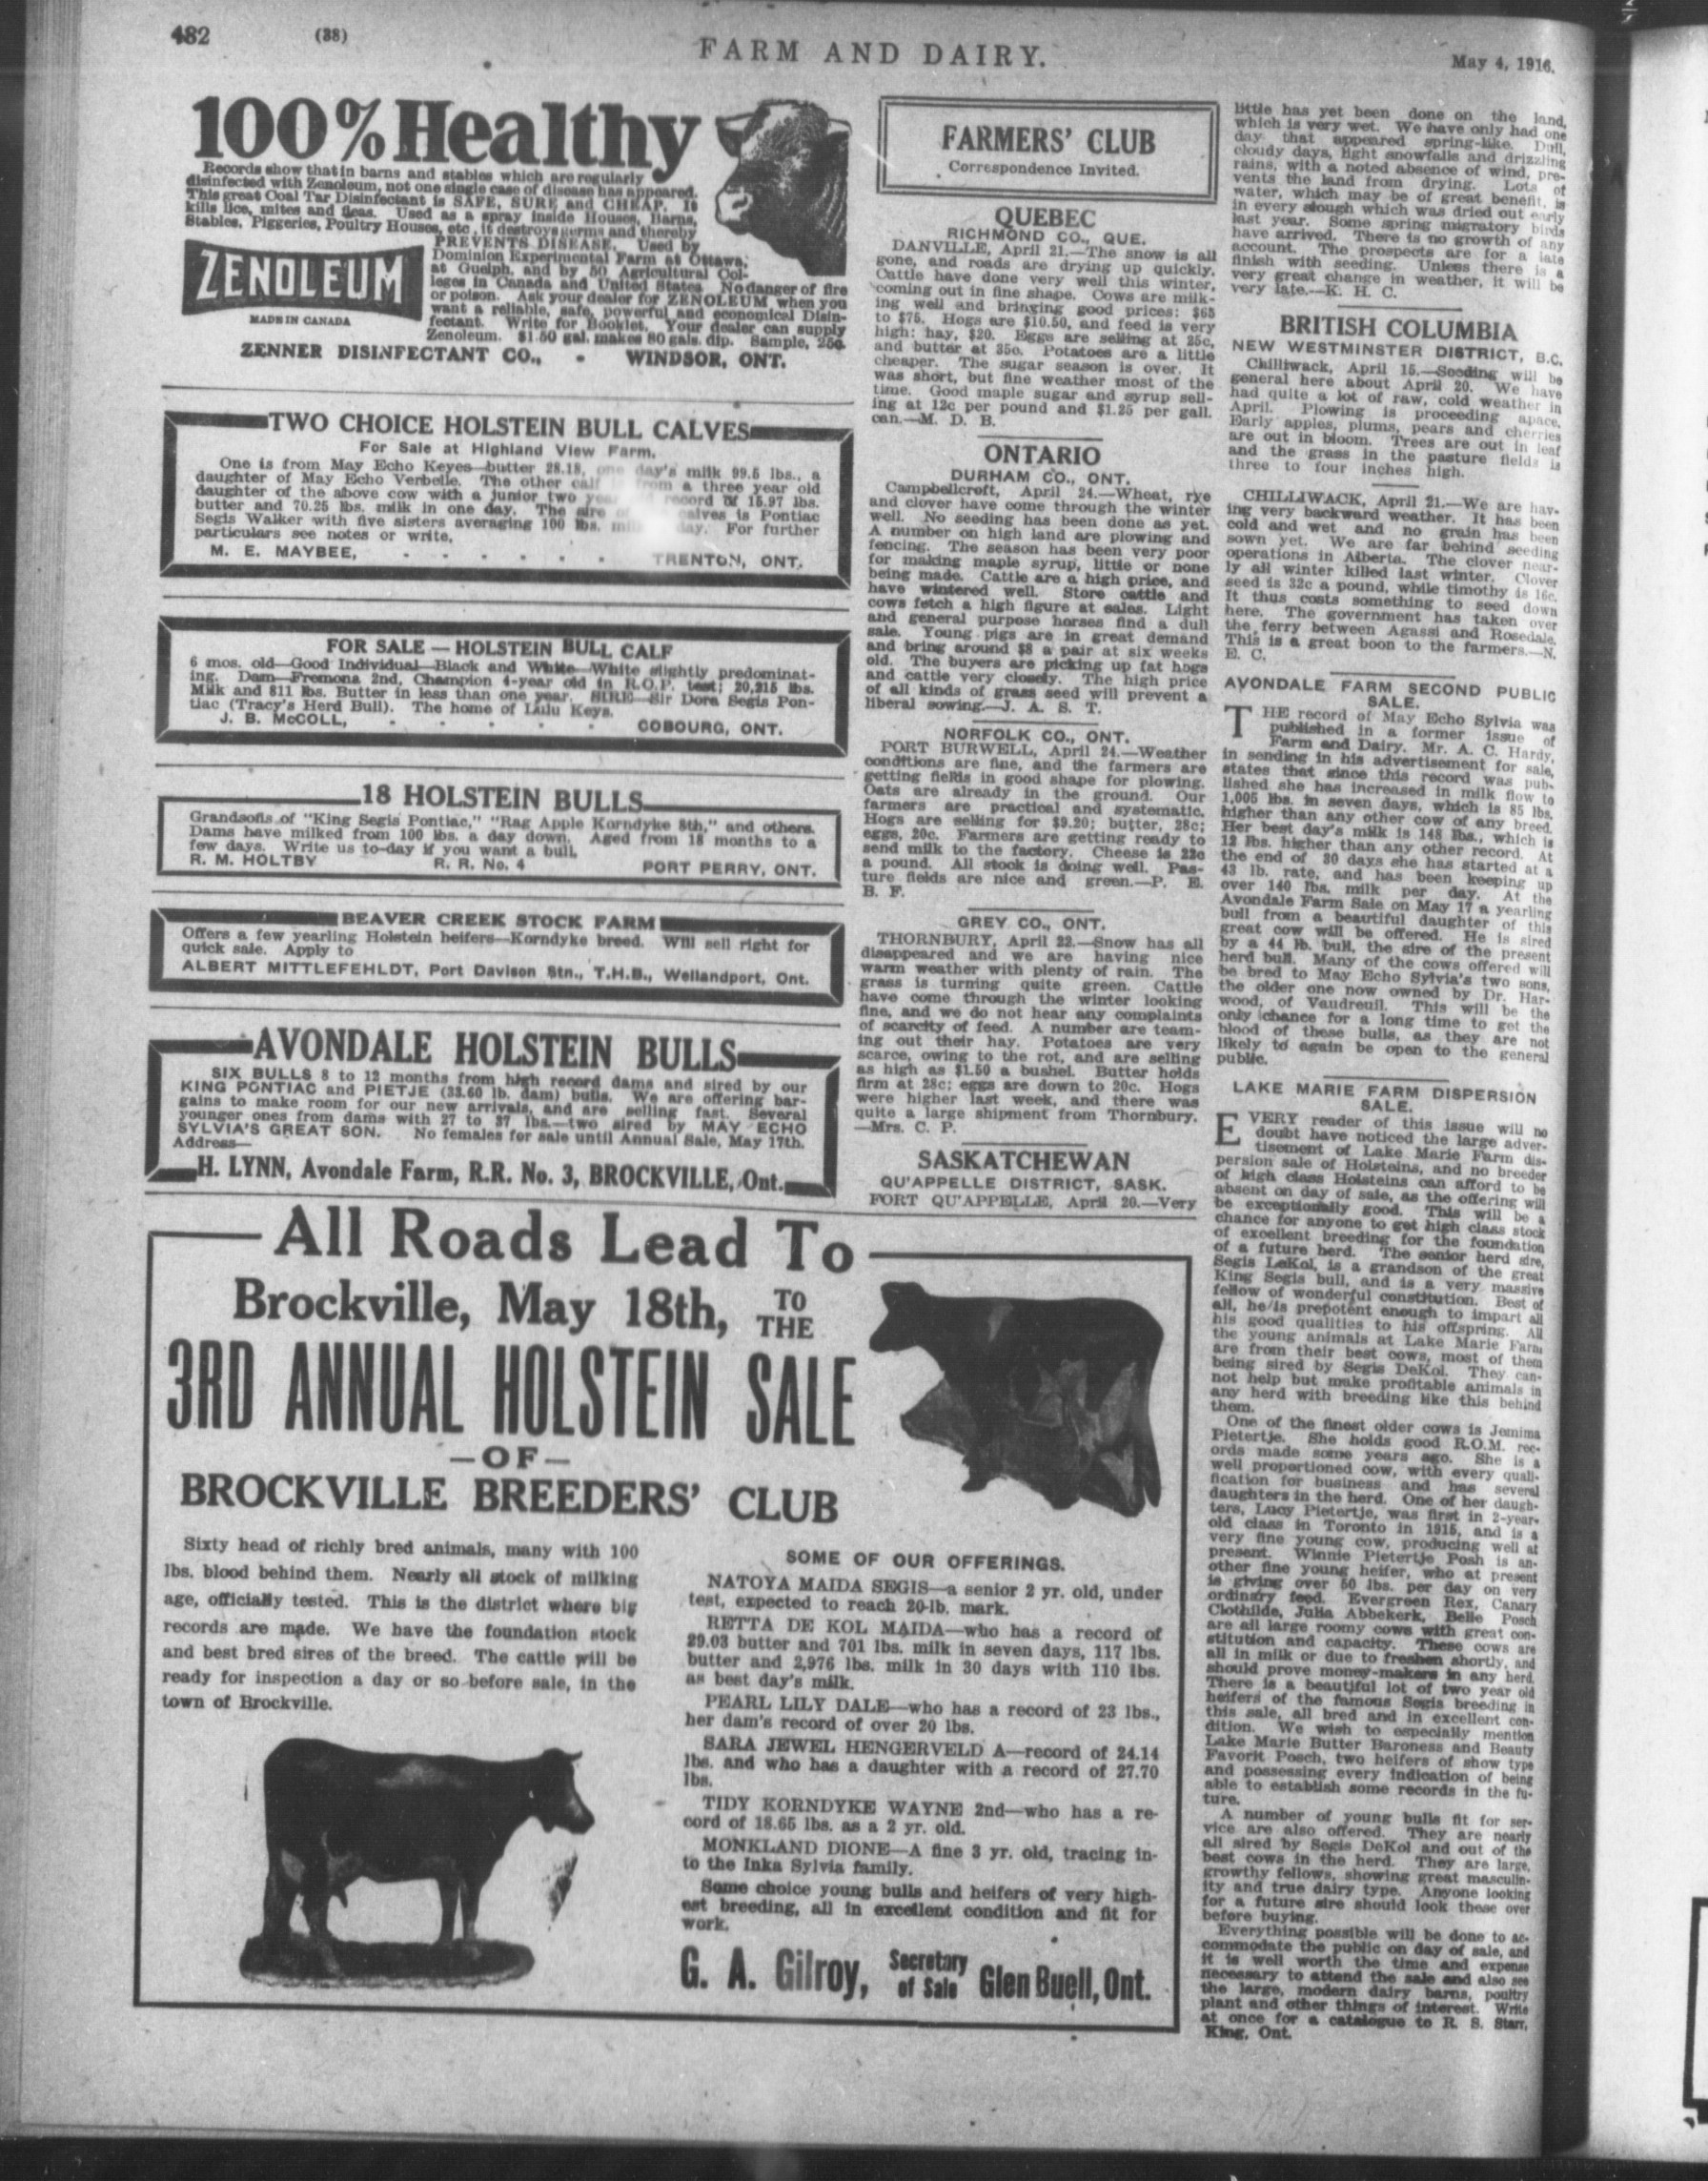 482 (38) FARM AND DAIRY. May 4, 1916.
100% Healthy
Records show that in barns and stables which are regularly
disinfected with Zenoleum, not one single case of disease has appeared.
This great Coal Tar Disinfectant is SAFE, SURE and CHEAP. It
kills lice, mites and fleas. Used as a spray inside Houses, Barns,
Stables, Piggeries, Poultry Houses, etc, it destroys germs and thereby
PREVENTS DISEASE. Used by
Dominion Experimental Farm at Ottawa,
at Guelph, and by 50 Agricultural Col-
leges in Canada and United States. No danger of fire
or poison. Ask your dealer for ZENOLEUM when you
want a reliable, safe, powerful and economical Disin-
fectant. Write for Booklet. Your dealer can supply
Zenoleum. $1.50 gal. makes 80 gals. dip. Sample, 25c.
ZENOLEUM
MADE IN CANADA
ZENNER DISINFECTANT CO., - WINDSOR, ONT.
TWO CHOICE HOLSTEIN BULL CALVES
For Sale at Highland View Farm.
One is from May Echo Keyes—butter 28.18, one day's milk 99.6 lbs., a
daughter of May Echo Verbelle. The other calf from a three year old
daughter of the above cow with a junior two record of 15.97 lbs.
butter and 70.25 lbs. milk in one day. The sire calves is Pontiac
Segis Walker with five sisters averaging 100 lbs. day. For further
particulars see notes or write,
M. E. MAYBEE, - - - - - TRENTON, ONT.
FOR SALE—HOLSTEIN BULL CALF
6 mos. old—Good Individual—Black and White—White slightly predominat-
ing. Dam—Fremona 2nd, Champion 4-year old in R.O.P. test; 20,215 lbs.
Milk and 811 lbs. Butter in less than one year. SIRE—Sir Dora Segis Pon-
tiac (Tracy's Herd Bull). The home of Lulu Keys.
J. B. McCOLL, - - - - COBOURG, ONT.
18 HOLSTEIN BULLS
Grandsons of "King Segis Pontiac," "Rag Apple Korndyke 8th," and others.
Dams have milked from 100 lbs. a day down. Aged from 18 months to a
few days. Write us to-day if you want a bull.
R. M. HOLTBY R. R. No. 4 PORT PERRY, ONT.
BEAVER CREEK STOCK FARM
Offers a few yearling Holstein heifers—Korndyke breed. Will sell right for
quick sale. Apply to
ALBERT MITTLEFEHLDT, Port Davison Stn., T.H.B., Wellandport, Ont.
AVONDALE HOLSTEIN BULLS
SIX BULLS 8 to 12 months from high record dams and sired by our
KING PONTIAC and PIETJE (33.60 lb. dam) bulls. We are offering bar-
gains to make room for our new arrivals, and are selling fast. Several
younger ones from dams with 27 to 37 lbs.—two sired by MAY ECHO
SYLVIA'S GREAT SON. No females for sale until Annual Sale, May 17th.
Address—
H. LYNN, Avondale Farm, R.R. No. 3, BROCKVILLE, Ont.
All Roads Lead To
Brockville, May 18th, TO THE
3RD ANNUAL HOLSTEIN SALE
—OF—
BROCKVILLE BREEDERS' CLUB
Sixty head of richly bred animals, many with 100
lbs. blood behind them. Nearly all stock of milking
age, officially tested. This is the district where big
records are made. We have the foundation stock
and best bred sires of the breed. The cattle will be
ready for inspection a day or so before sale, in the
town of Brockville.
SOME OF OUR OFFERINGS.
NATOYA MAIDA SEGIS—a senior 2 yr. old, under
test, expected to reach 20-lb. mark.
RETTA DE KOL MAIDA—who has a record of
29.03 butter and 701 lbs. milk in seven days, 117 lbs.
butter and 2,976 lbs. milk in 30 days with 110 lbs.
as best day's milk.
PEARL LILY DALE—who has a record of 23 lbs.,
her dam's record of over 20 lbs.
SARA JEWEL HENGERVELD A—record of 24.14
lbs. and who has a daughter with a record of 27.70
lbs.
TIDY KORNDYKE WAYNE 2nd—who has a re-
cord of 18.65 lbs. as a 2 yr. old.
MONKLAND DIONE—A fine 3 yr. old, tracing in-
to the Inka Sylvia family.
Some choice young bulls and heifers of very high-
est breeding, all in excellent condition and fit for
work.
G. A. Gilroy, Secretary of Sale Glen Buell, Ont.
FARMERS' CLUB
Correspondence Invited.
QUEBEC
RICHMOND CO., QUE.
DANVILLE, April 21.—The snow is all
gone, and roads are drying up quickly.
Cattle have done very well this winter,
coming out in fine shape. Cows are milk-
ing well and bringing good prices: $65
to $75. Hogs are $10.50, and feed is very
high: hay, $20. Eggs are selling at 25c,
and butter at 35c. Potatoes are a little
cheaper. The sugar season is over. It
was short, but fine weather most of the
time. Good maple sugar and syrup sell-
ing at 12c per pound and $1.25 per gall.
can.—M. D. B.
ONTARIO
DURHAM CO., ONT.
Campbellcroft, April 24.—Wheat, rye
and clover have come through the winter
well. No seeding has been done as yet.
A number on high land are plowing and
fencing. The season has been very poor
for making maple syrup, little or none
being made. Cattle are a high price, and
have wintered well. Store cattle and
cows fetch a high figure at sales. Light
and general purpose horses find a dull
sale. Young pigs are in great demand
and bring around $8 a pair at six weeks
old. The buyers are picking up fat hogs
and cattle very closely. The high price
of all kinds of grass seed will prevent a
liberal sowing.—J. A. S. T.
NORFOLK CO., ONT.
PORT BURWELL, April 24.—Weather
conditions are fine, and the farmers are
getting fields in good shape for plowing.
Oats are already in the ground. Our
farmers are practical and systematic.
Hogs are selling for $9.20; butter, 28c;
eggs, 20c. Farmers are getting ready to
send milk to the factory. Cheese is 22c
a pound. All stock is doing well. Pas-
ture fields are nice and green.—P. E.
B. F.
GREY CO., ONT.
THORNBURY, April 22.—Snow has all
disappeared and we are having nice
warm weather with plenty of rain. The
grass is turning quite green. Cattle
have come through the winter looking
fine, and we do not hear any complaints
of scarcity of feed. A number are team-
ing out their hay. Potatoes are very
scarce, owing to the rot, and are selling
as high as $1.50 a bushel. Butter holds
firm at 28c; eggs are down to 20c. Hogs
were higher last week, and there was
quite a large shipment from Thornbury.
—Mrs. C. P.
SASKATCHEWAN
QU'APPELLE DISTRICT, SASK.
FORT QU'APPELLE, April 20.—Very
little has yet been done on the land,
which is very wet. We have only had one
day that appeared spring-like. Dull,
cloudy days, light snowfalls and drizzling
rains, with a noted absence of wind, pre-
vents the land from drying. Lots of
water, which may be of great benefit, is
in every slough which was dried out early
last year. Some spring migratory birds
have arrived. There is no growth of any
account. The prospects are for a late
finish with seeding. Unless there is a
very great change in weather, it will be
very late.—K. H. C.
BRITISH COLUMBIA
NEW WESTMINSTER DISTRICT, B.C.
Chilliwack, April 15.—Seeding will be
general here about April 20. We have
had quite a lot of raw, cold weather in
April. Plowing is proceeding apace.
Early apples, plums, pears and cherries
are out in bloom. Trees are out in leaf
and the grass in the pasture fields is
three to four inches high.
CHILLIWACK, April 21.—We are hav-
ing very backward weather. It has been
cold and wet and no grain has been
sown yet. We are far behind seeding
operations in Alberta. The clover near-
ly all winter killed last winter. Clover
seed is 32c a pound, while timothy is 16c.
It thus costs something to seed down
here. The government has taken over
the ferry between Agassi and Rosedale.
This is a great boon to the farmers.—N.
E. C.
AVONDALE FARM SECOND PUBLIC
SALE.
THE record of May Echo Sylvia was
published in a former issue of
Farm and Dairy. Mr. A. C. Hardy,
in sending in his advertisement for sale,
states that since this record was pub-
lished she has increased in milk flow to
1,005 lbs. in seven days, which is 85 lbs.
higher than any other cow of any breed.
Her best day's milk is 148 lbs., which is
12 lbs. higher than any other record. At
the end of 30 days she has started at a
43 lb. rate, and has been keeping up
over 140 lbs. milk per day. At the
Avondale Farm Sale on May 17 a yearling
bull from a beautiful daughter of this
great cow will be offered. He is sired
by a 44 lb. bull, the sire of the present
herd bull. Many of the cows offered will
be bred to May Echo Sylvia's two sons,
the older one now owned by Dr. Har-
wood, of Vaudreuil. This will be the
only chance for a long time to get the
blood of these bulls, as they are not
likely to again be open to the general
public.
LAKE MARIE FARM DISPERSION
SALE.
EVERY reader of this issue will no
doubt have noticed the large adver-
tisement of Lake Marie Farm dis-
persion sale of Holsteins, and no breeder
of high class Holsteins can afford to be
absent on day of sale, as the offering will
be exceptionally good. This will be a
chance for anyone to get high class stock
of excellent breeding for the foundation
of a future herd. The senior herd sire,
Segis LeKol, is a grandson of the great
King Segis bull, and is a very massive
fellow of wonderful constitution. Best of
all, he is prepotent enough to impart all
his good qualities to his offspring. All
the young animals at Lake Marie Farm
are from their best cows, most of them
being sired by Segis DeKol. They can-
not help but make profitable animals in
any herd with breeding like this behind
them.
One of the finest older cows is Jemima
Pietertje. She holds good R.O.M. rec-
ords made some years ago. She is a
well proportioned cow, with every quali-
fication for business and has several
daughters in the herd. One of her daugh-
ters, Lucy Pietertje, was first in 2-year-
old class in Toronto in 1915, and is a
very fine young cow, producing well at
present. Winnie Pietertje Posh is an-
other fine young heifer, who at present
is giving over 50 lbs. per day on very
ordinary feed. Evergreen Rex, Canary
Clothilde, Julia Abbekerk, Belle Posch
are all large roomy cows with great con-
stitution and capacity. These cows are
all in milk or due to freshen shortly, and
should prove money-makers in any herd.
There is a beautiful lot of two year old
heifers of the famous Segis breeding in
this sale, all bred and in excellent con-
dition. We wish to especially mention
Lake Marie Butter Baroness and Beauty
Favorit Posch, two heifers of show type
and possessing every indication of being
able to establish some records in the fu-
ture.
A number of young bulls fit for ser-
vice are also offered. They are nearly
all sired by Segis DeKol and out of the
best cows in the herd. They are large,
growthy fellows, showing great masculin-
ity and true dairy type. Anyone looking
for a future sire should look these over
before buying.
Everything possible will be done to ac-
commodate the public on day of sale, and
it is well worth the time and expense
necessary to attend the sale and also see
the large, modern dairy barns, poultry
plant and other things of interest. Write
at once for a catalogue to R. S. Starr,
King, Ont.